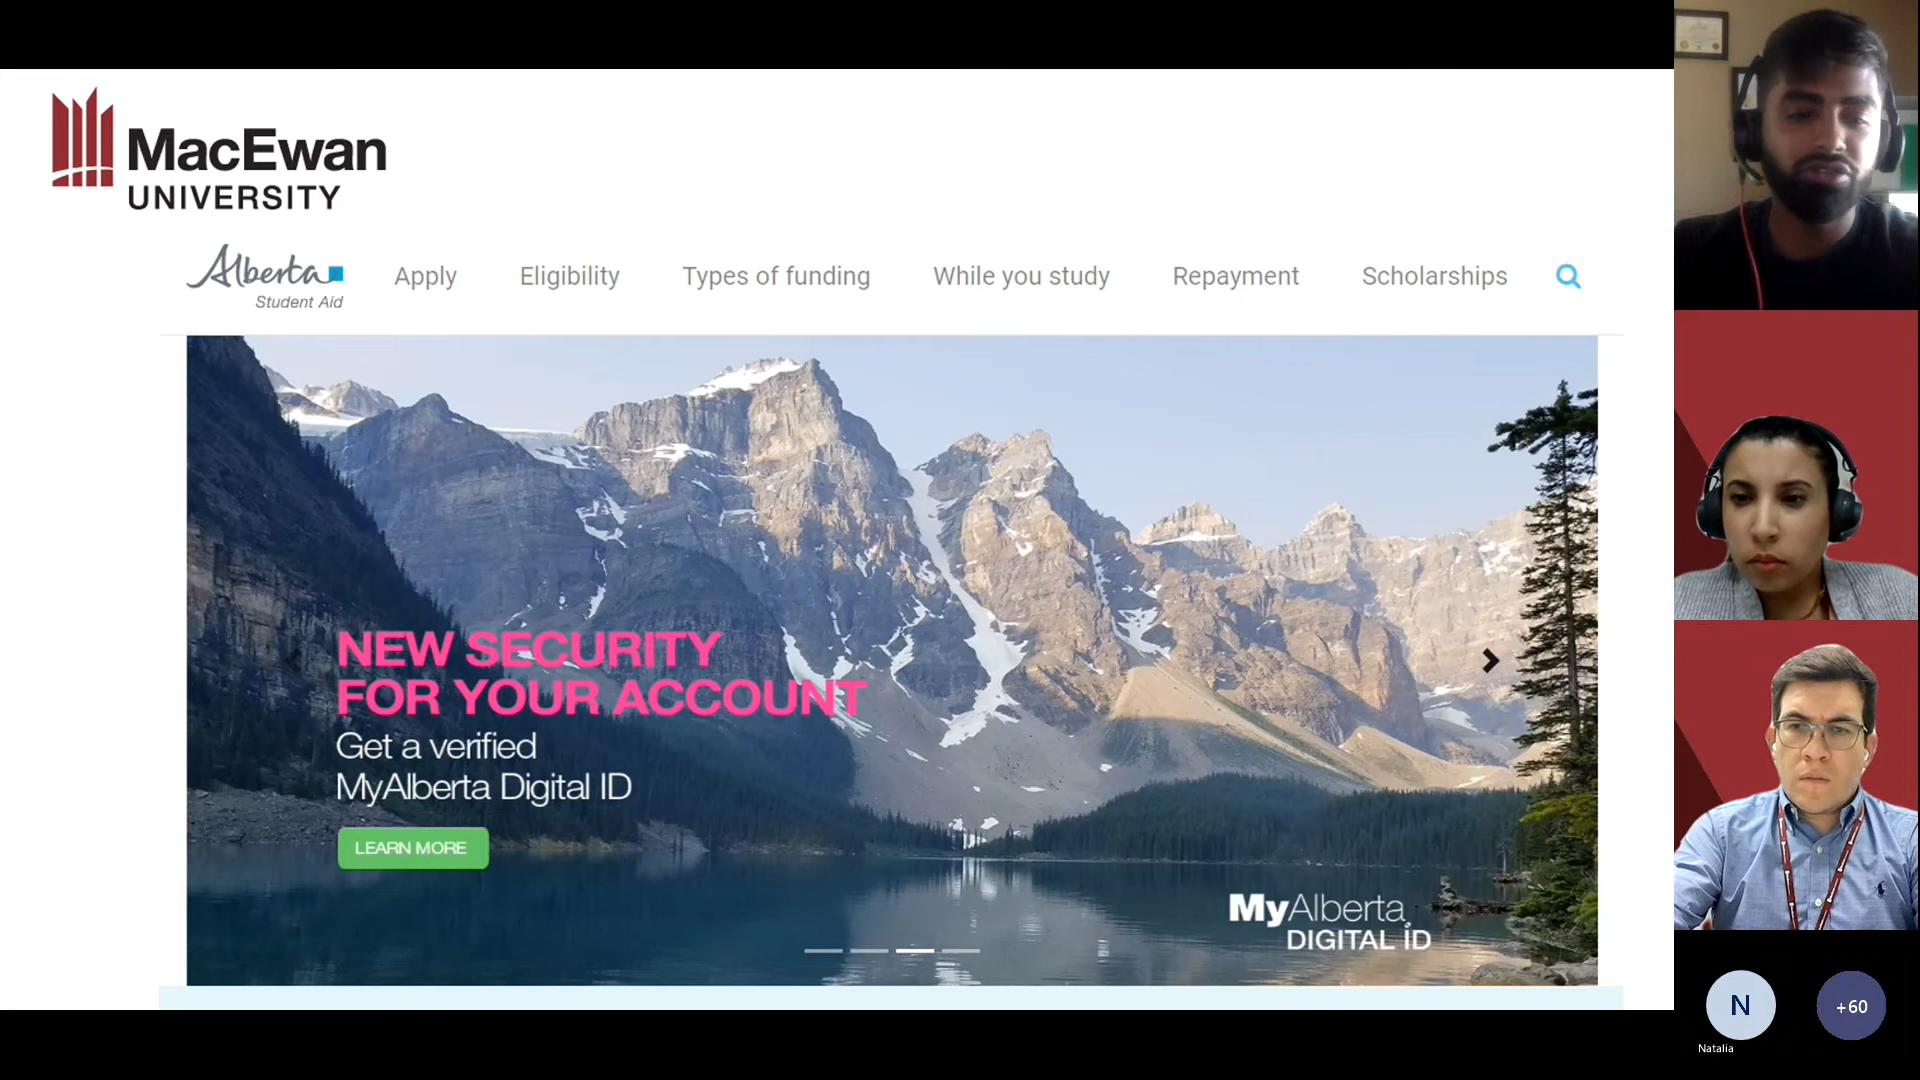 MacEwan
UNIVERSITY
Alberta
Student Aid
Apply
Eligibility
Types of funding
While you study
Repayment
Scholarships
NEW SECURITY
FOR YOUR ACCOUNT
Get a verified
MyAlberta Digital ID
LEARN MORE
MyAlberta
DIGITAL ID
N
+60
Natalia